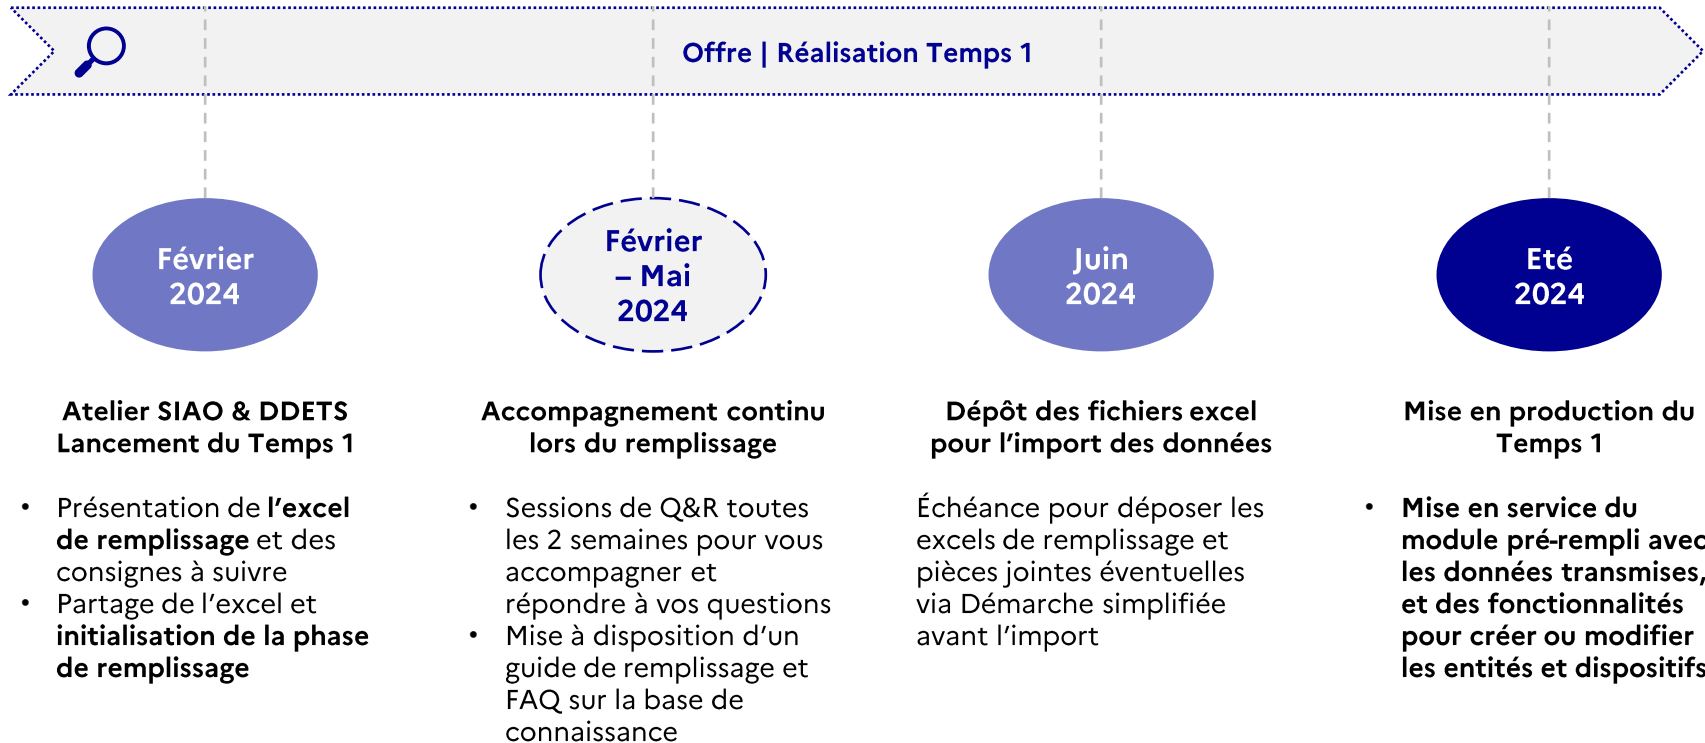 Offre | Réalisation Temps 1
Février
2024
Février
– Mai
2024
Juin
2024
Eté
2024
Atelier SIAO & DDETS
Lancement du Temps 1
• Présentation de l’excel
de remplissage et des
consignes à suivre
• Partage de l’excel et
initialisation de la phase
de remplissage
Accompagnement continu
lors du remplissage
• Sessions de Q&R toutes
les 2 semaines pour vous
accompagner et
répondre à vos questions
• Mise à disposition d’un
guide de remplissage et
FAQ sur la base de
connaissance
Dépôt des fichiers excel
pour l’import des données
Échéance pour déposer les
excels de remplissage et
pièces jointes éventuelles
via Démarche simplifiée
avant l’import
Mise en production du
Temps 1
• Mise en service du
module pré-rempli avec
les données transmises,
et des fonctionnalités
pour créer ou modifier
les entités et dispositifs